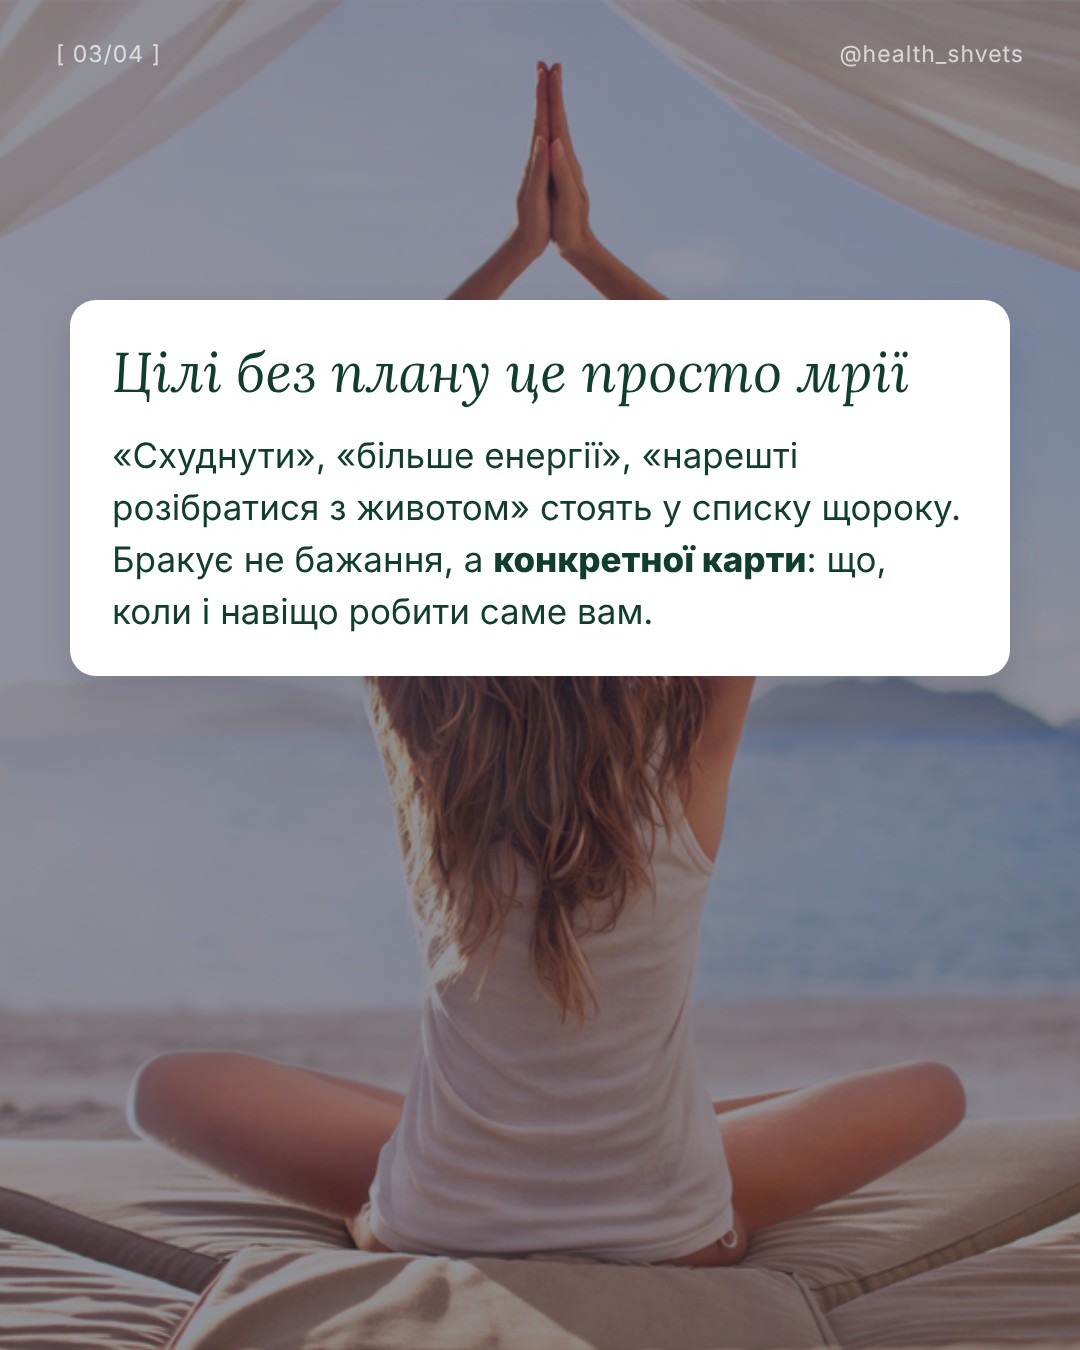 [ 03/04 ]
@health_shvets
Цілі без плану це просто мрії
«Схуднути», «більше енергії», «нарешті
розібратися з животом» стоять у списку щороку.
Бракує не бажання, а конкретної карти: що,
коли і навіщо робити саме вам.